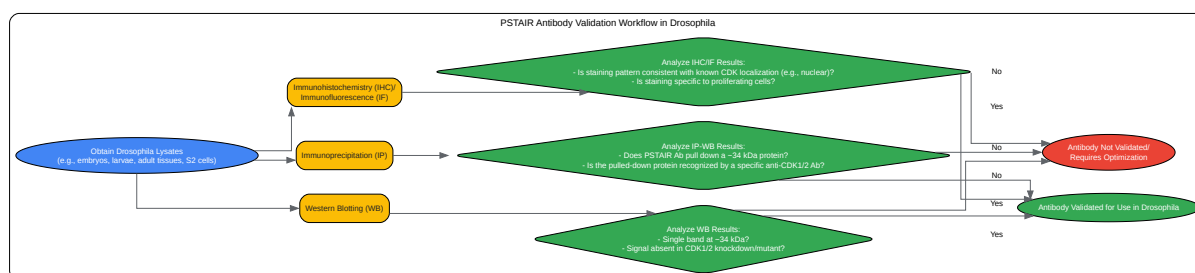 PSTAIR Antibody Validation Workflow in Drosophila
Analyze IHC/IF Results:
- Is staining pattern consistent with known CDK localization (e.g., nuclear)?
- Is staining specific to proliferating cells?
No
Immunohistochemistry (IHC)/
Immunofluorescence (IF)
Yes
Obtain Drosophila Lysates
(e.g., embryos, larvae, adult tissues, S2 cells)
Immunoprecipitation (IP)
Analyze IP-WB Results:
- Does PSTAIR Ab pull down a ~34 kDa protein?
- Is the pulled-down protein recognized by a specific anti-CDK1/2 Ab?
No
Antibody Not Validated/
Requires Optimization
No
Western Blotting (WB)
Yes
Antibody Validated for Use in Drosophila
Analyze WB Results:
- Single band at ~34 kDa?
- Signal absent in CDK1/2 knockdown/mutant?
Yes